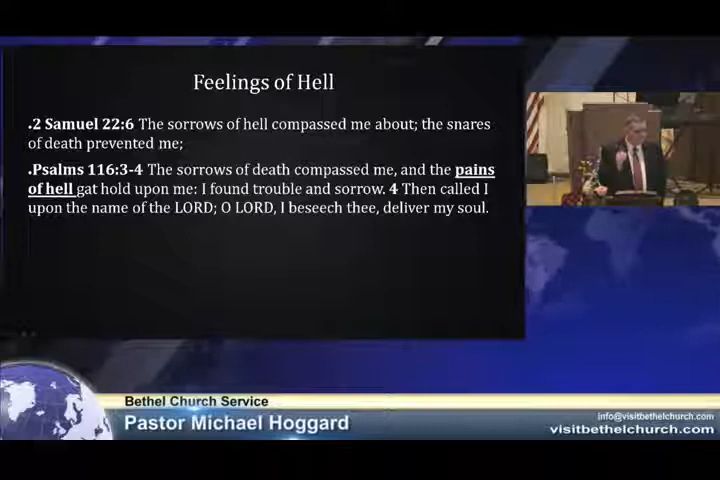 Feelings of Hell
.2 Samuel 22:6 The sorrows of hell compassed me about; the snares
of death prevented me;
.Psalms 116:3-4 The sorrows of death compassed me, and the pains
of hell gat hold upon me: I found trouble and sorrow. 4 Then called I
upon the name of the LORD; O LORD, I beseech thee, deliver my soul.
Bethel Church Service
Pastor Michael Hoggard
info@visitbethelchurch.com
visitbethelchurch.com